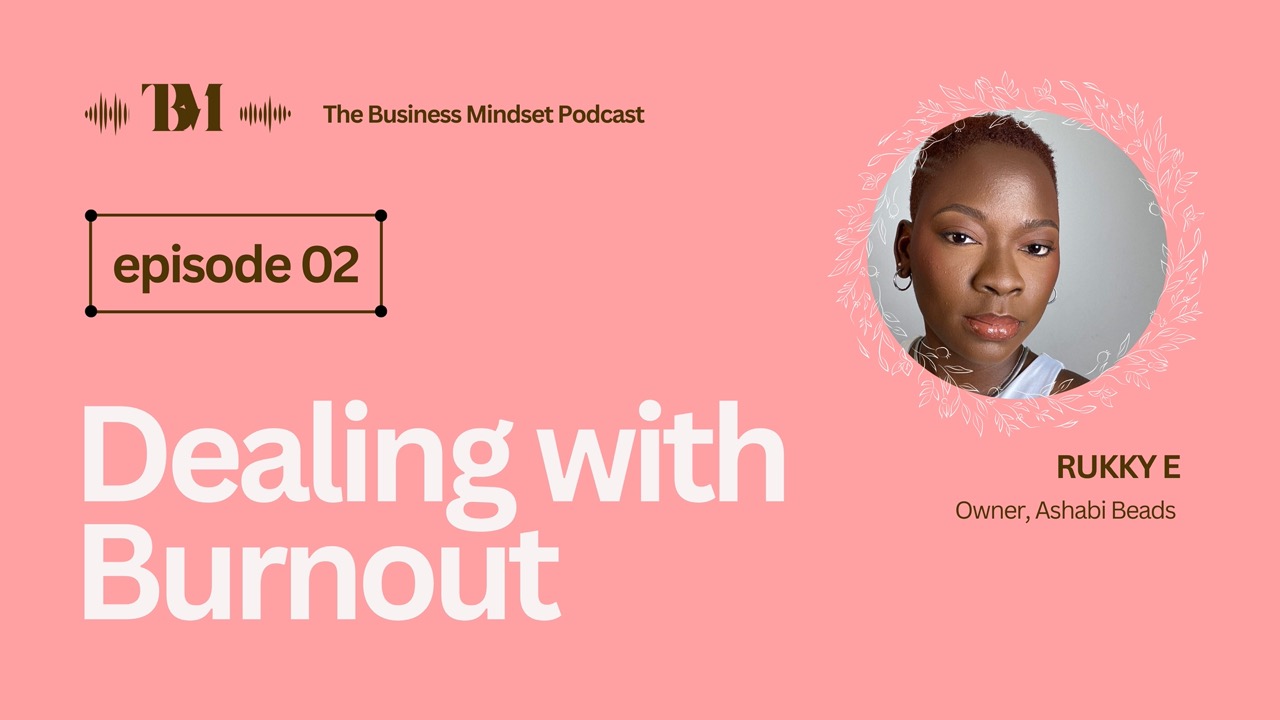 TBM
The Business Mindset Podcast
episode 02
Dealing with
Burnout
RUKKY E
Owner, Ashabi Beads